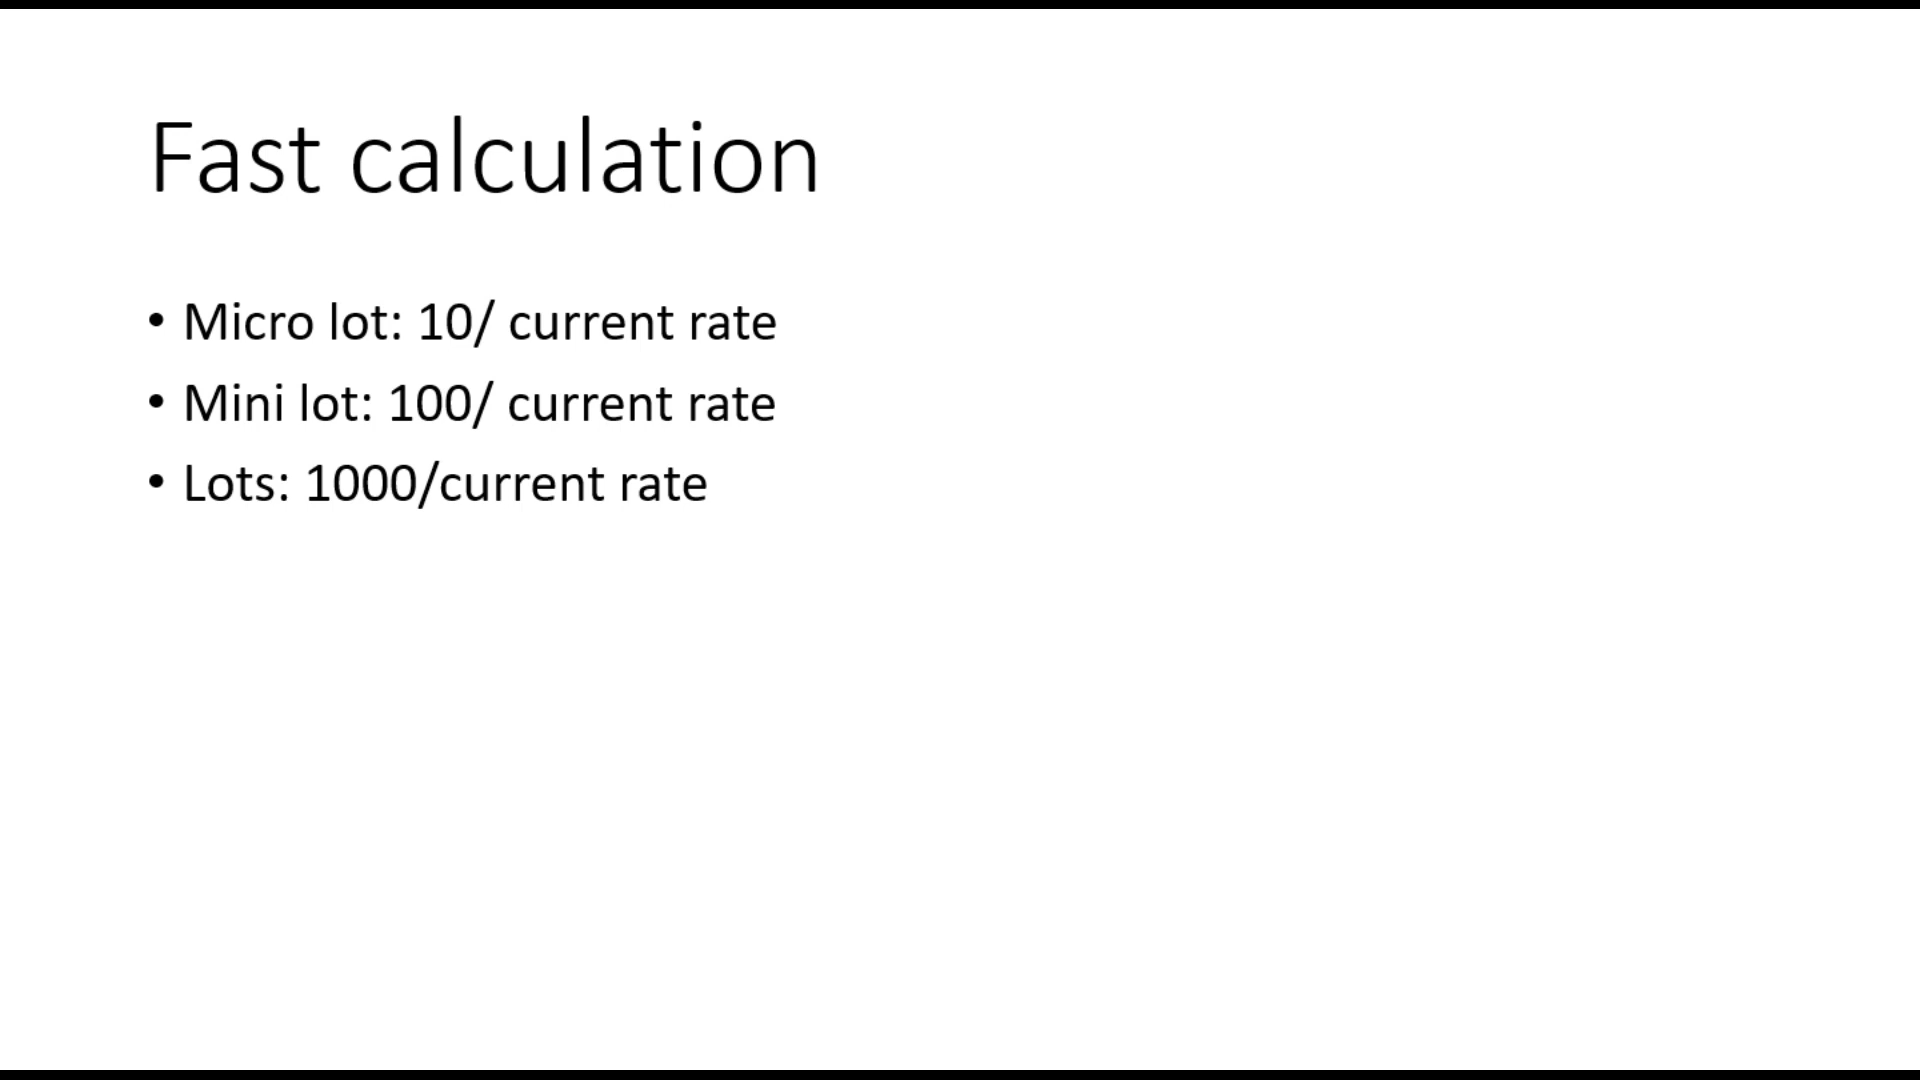 Fast calculation
• Micro lot: 10/ current rate
• Mini lot: 100/ current rate
• Lots: 1000/current rate